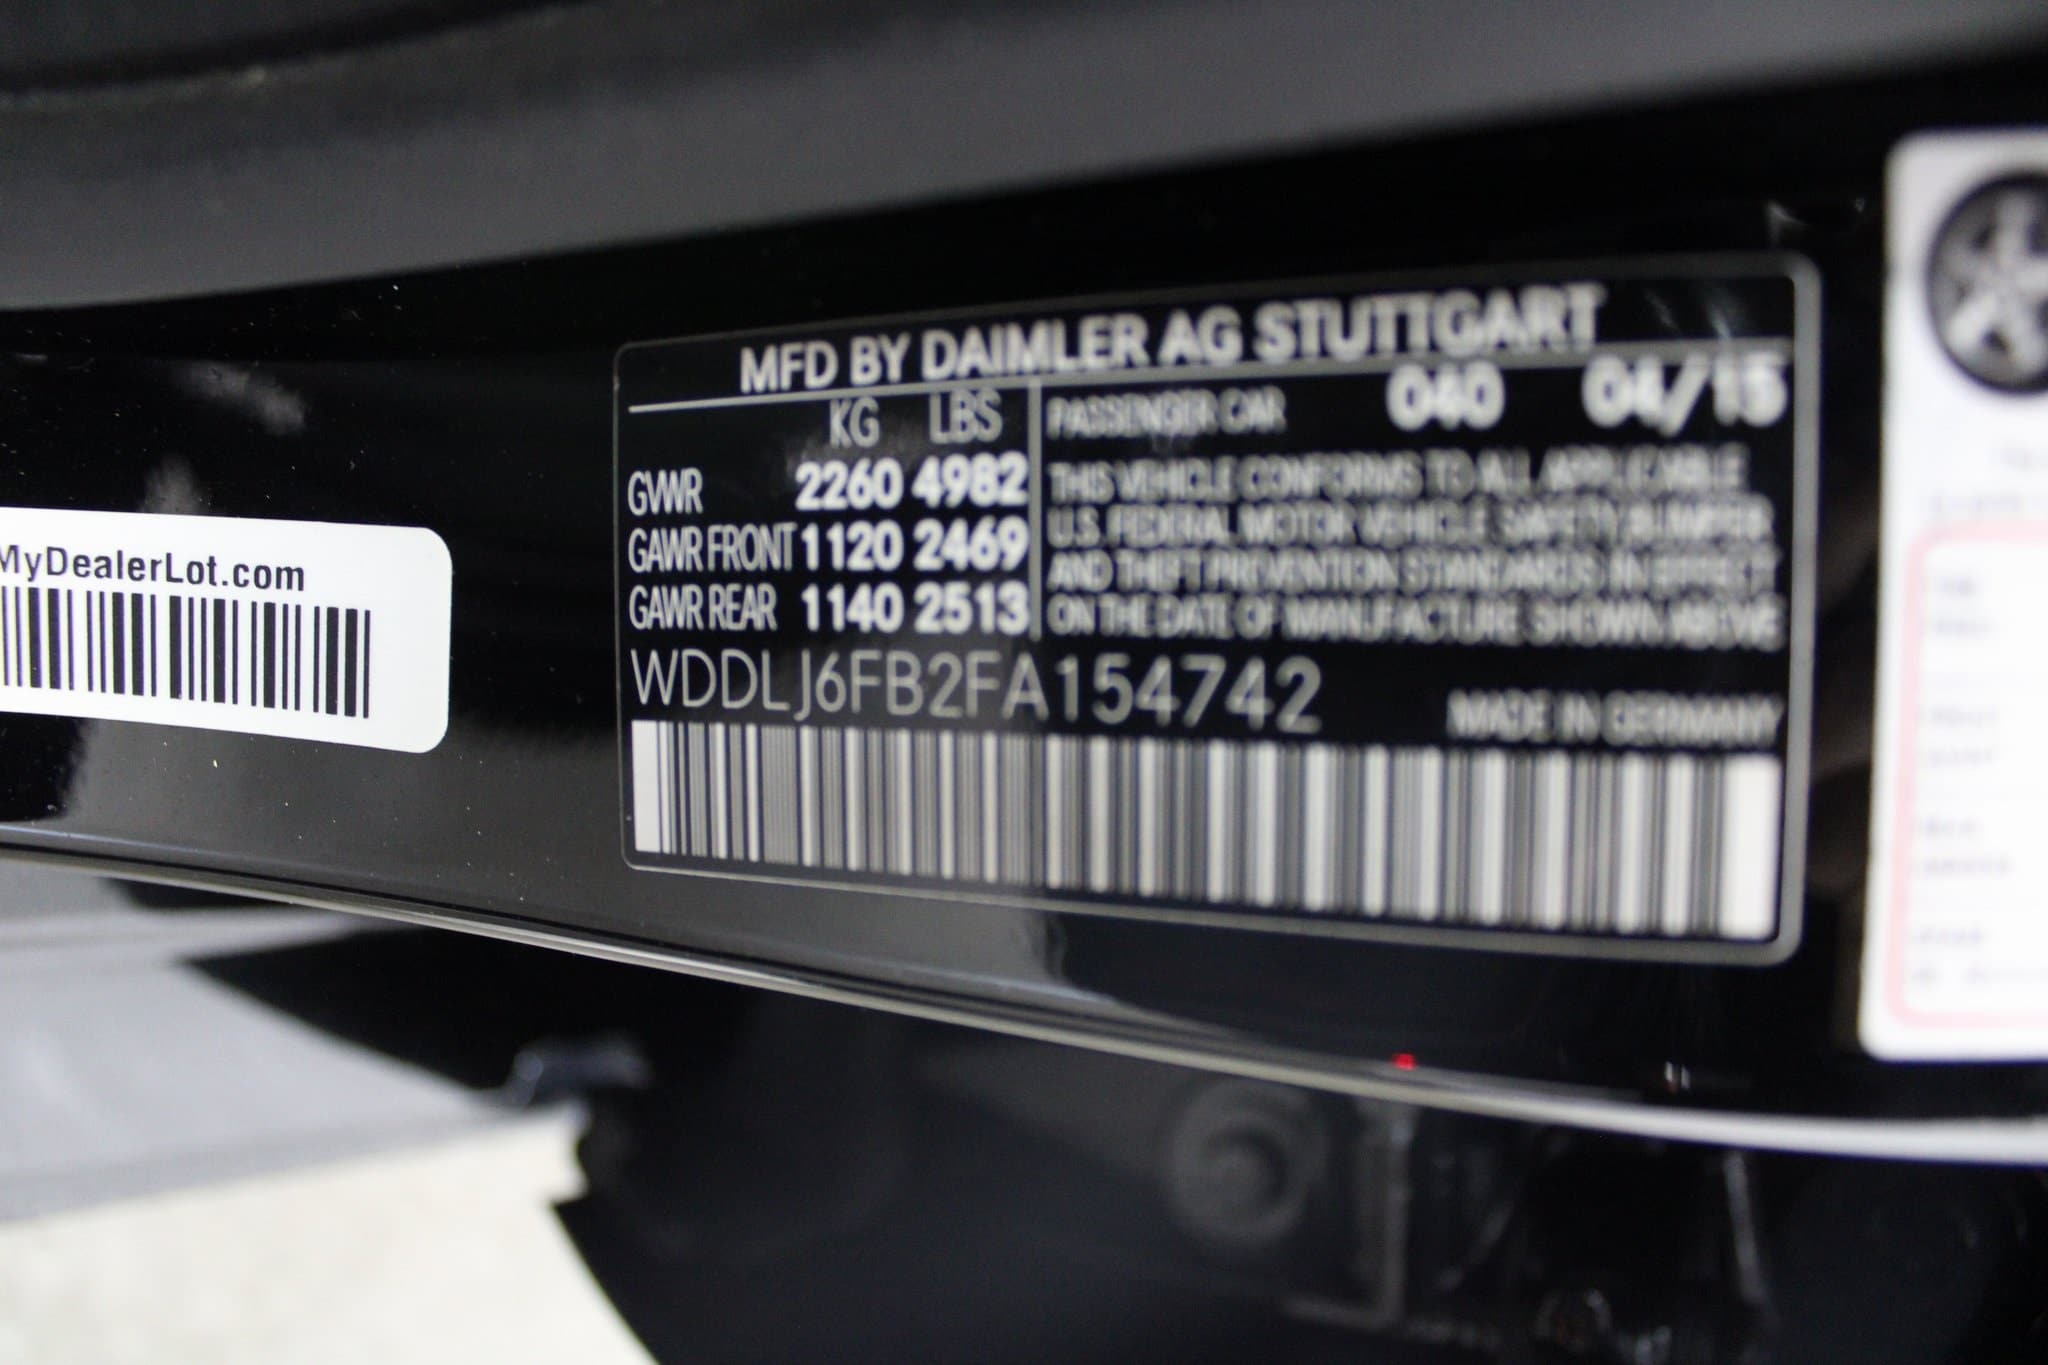 MyDealerLot.com
MFD BY DAIMLER AG STUTTGART
KG LBS
GVWR 2260 4982
GAWR FRONT 1120 2469
GAWR REAR 1140 2513
PASSENGER CAR 040 04/15
THIS VEHICLE CONFORMS TO ALL APPLICABLE
U.S. FEDERAL MOTOR VEHICLE SAFETY BUMPER
AND THEFT PREVENTION STANDARDS IN EFFECT
ON THE DATE OF MANUFACTURE SHOWN ABOVE
WDDLJ6FB2FA154742
MADE IN GERMANY